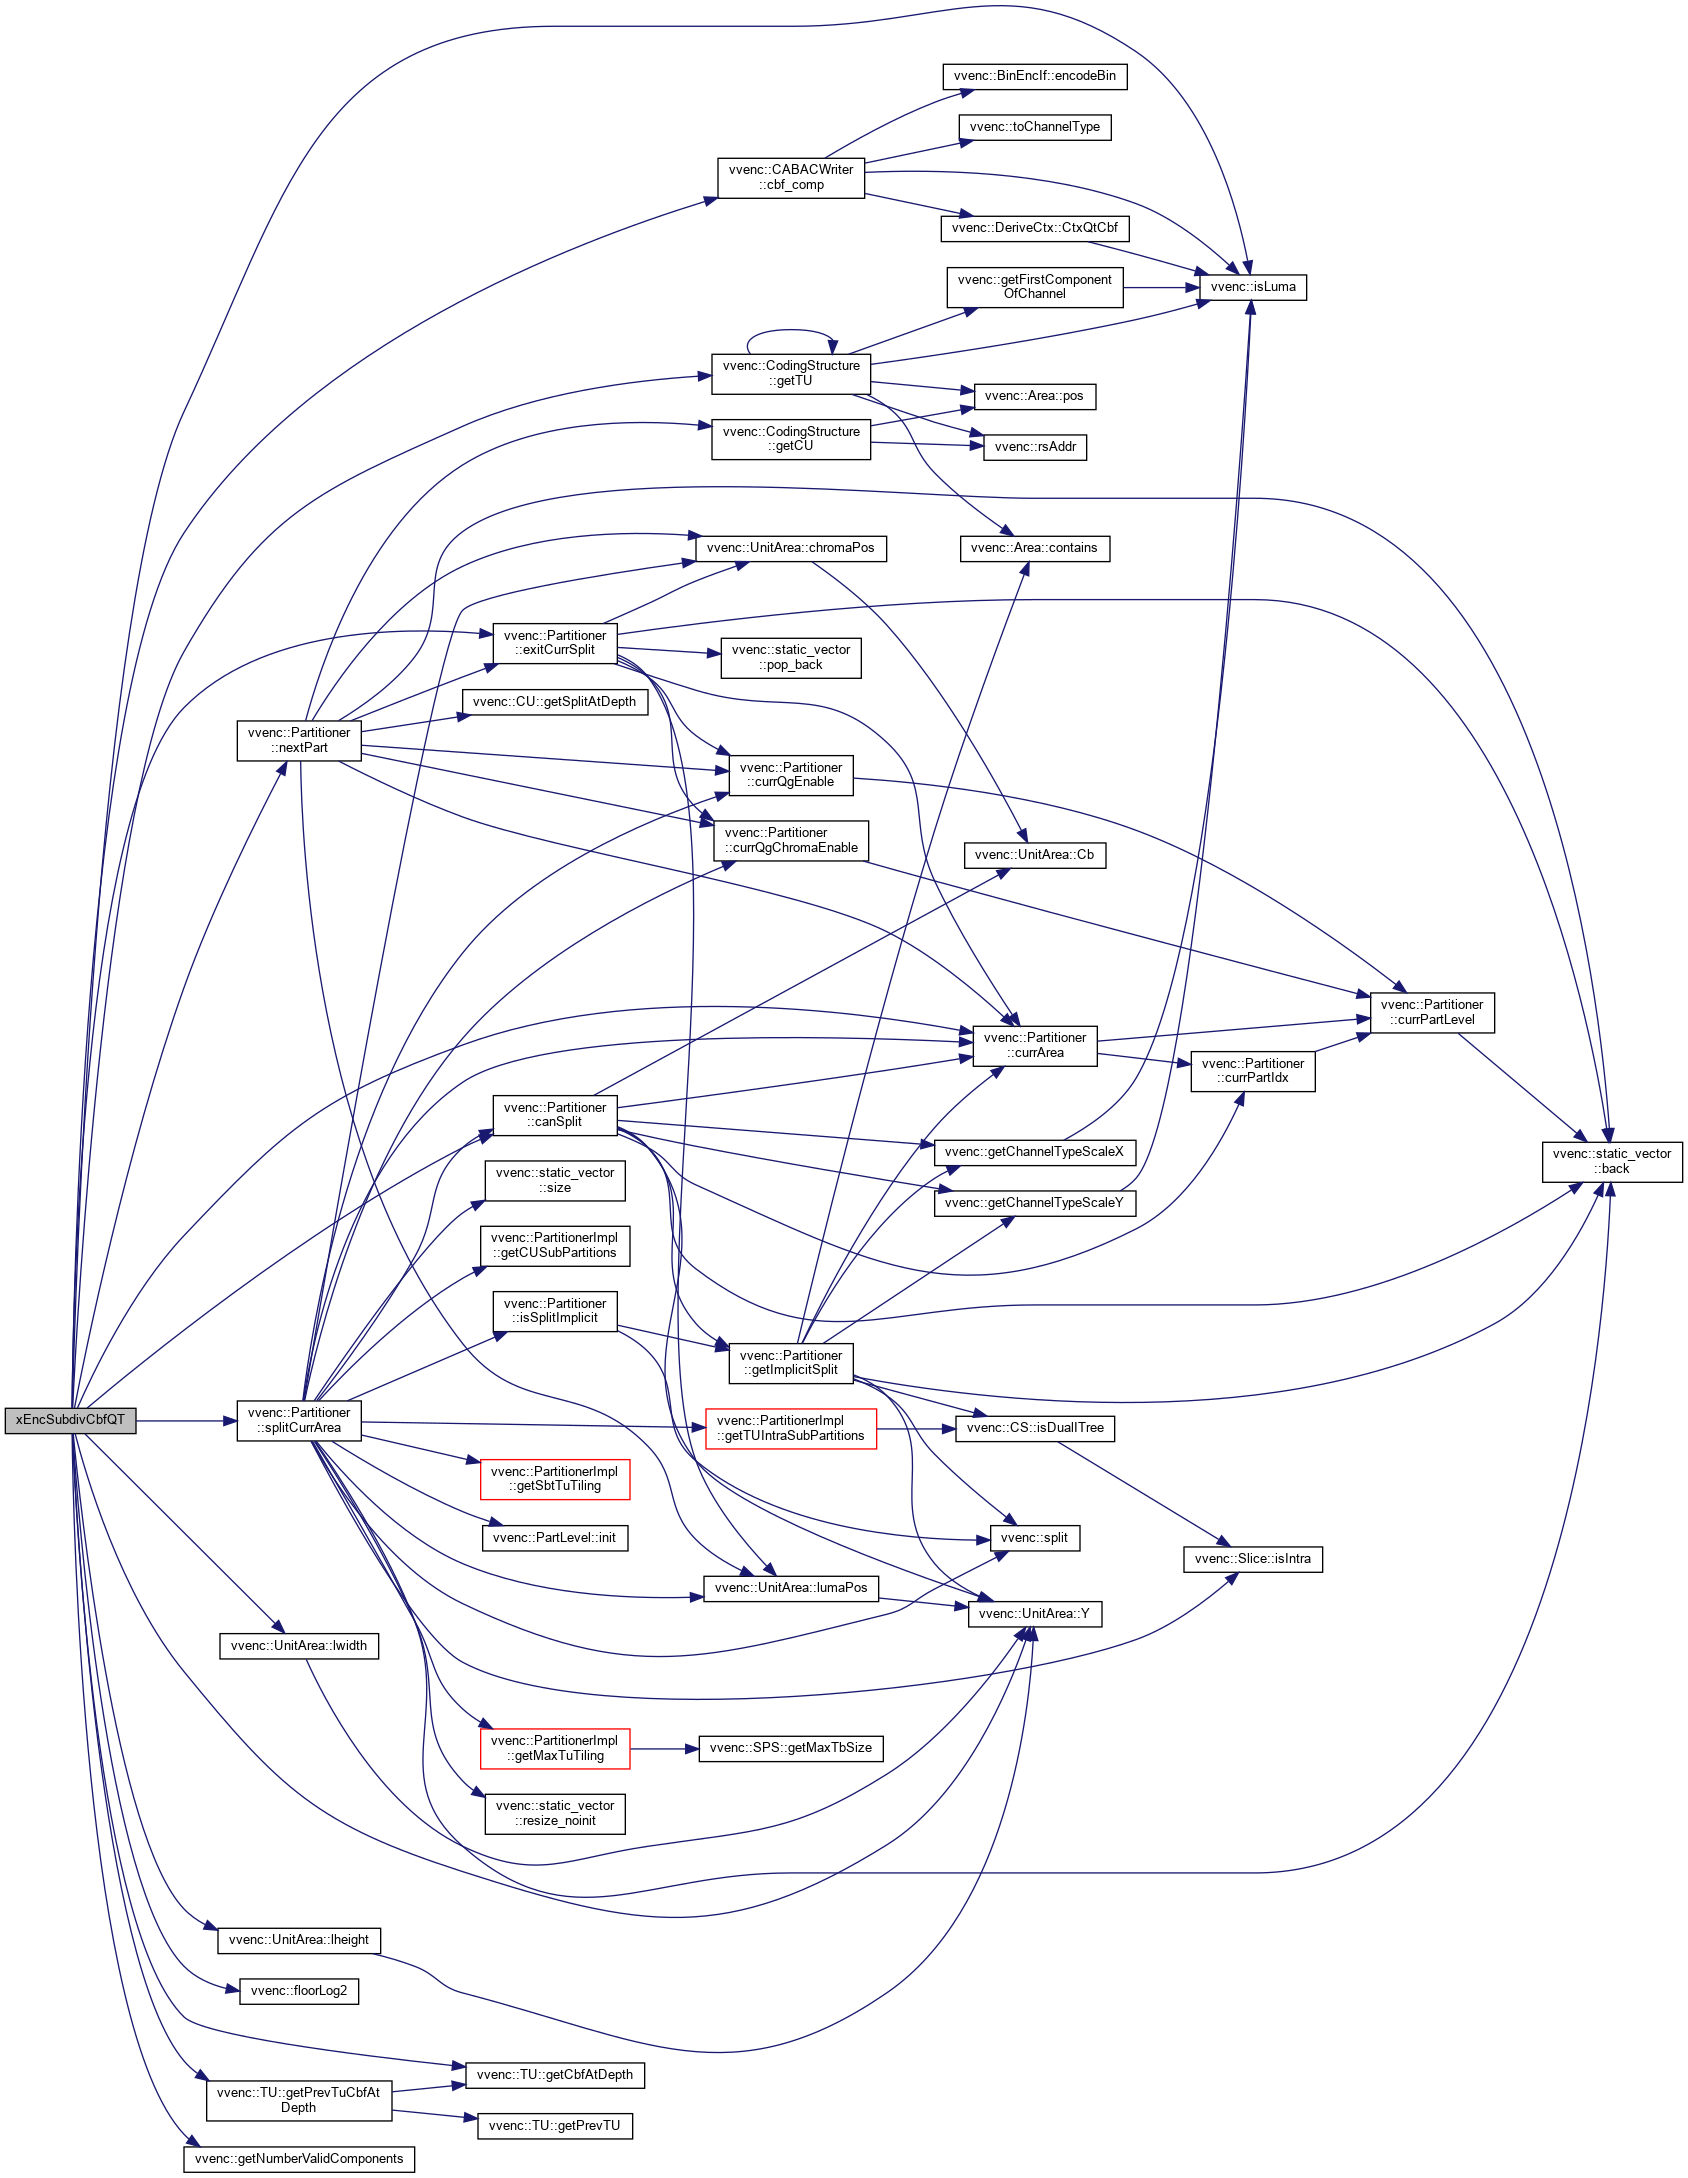 vvenc::BinEncIf::encodeBin
vvenc::toChannelType
vvenc::CABACWriter
::cbf_comp
vvenc::DeriveCtx::CtxQtCbf
vvenc::getFirstComponent
OfChannel
vvenc::isLuma
vvenc::CodingStructure
::getTU
vvenc::Area::pos
vvenc::CodingStructure
::getCU
vvenc::rsAddr
vvenc::UnitArea::chromaPos
vvenc::Area::contains
vvenc::Partitioner
::exitCurrSplit
vvenc::static_vector
::pop_back
vvenc::CU::getSplitAtDepth
vvenc::Partitioner
::nextPart
vvenc::Partitioner
::currQgEnable
vvenc::Partitioner
::currQgChromaEnable
vvenc::UnitArea::Cb
vvenc::Partitioner
::currPartLevel
vvenc::Partitioner
::currArea
vvenc::Partitioner
::currPartIdx
vvenc::Partitioner
::canSplit
vvenc::getChannelTypeScaleX
vvenc::static_vector
::back
vvenc::static_vector
::size
vvenc::getChannelTypeScaleY
vvenc::PartitionerImpl
::getCUSubPartitions
vvenc::Partitioner
::isSplitImplicit
vvenc::Partitioner
::getImplicitSplit
xEncSubdivCbfQT
vvenc::Partitioner
::splitCurrArea
vvenc::PartitionerImpl
::getTUIntraSubPartitions
vvenc::CS::isDualITree
vvenc::PartitionerImpl
::getSbtTuTiling
vvenc::PartLevel::init
vvenc::split
vvenc::Slice::isIntra
vvenc::UnitArea::lumaPos
vvenc::UnitArea::Y
vvenc::UnitArea::lwidth
vvenc::PartitionerImpl
::getMaxTuTiling
vvenc::SPS::getMaxTbSize
vvenc::static_vector
::resize_noinit
vvenc::UnitArea::lheight
vvenc::floorLog2
vvenc::TU::getCbfAtDepth
vvenc::TU::getPrevTuCbfAt
Depth
vvenc::TU::getPrevTU
vvenc::getNumberValidComponents